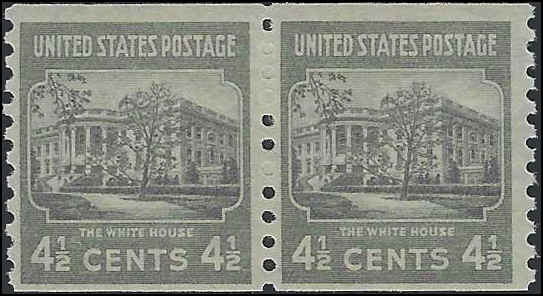 UNITED STATES POSTAGE
THE WHITE HOUSE
4½ CENTS 4½
UNITED STATES POSTAGE
THE WHITE HOUSE
4½ CENTS 4½